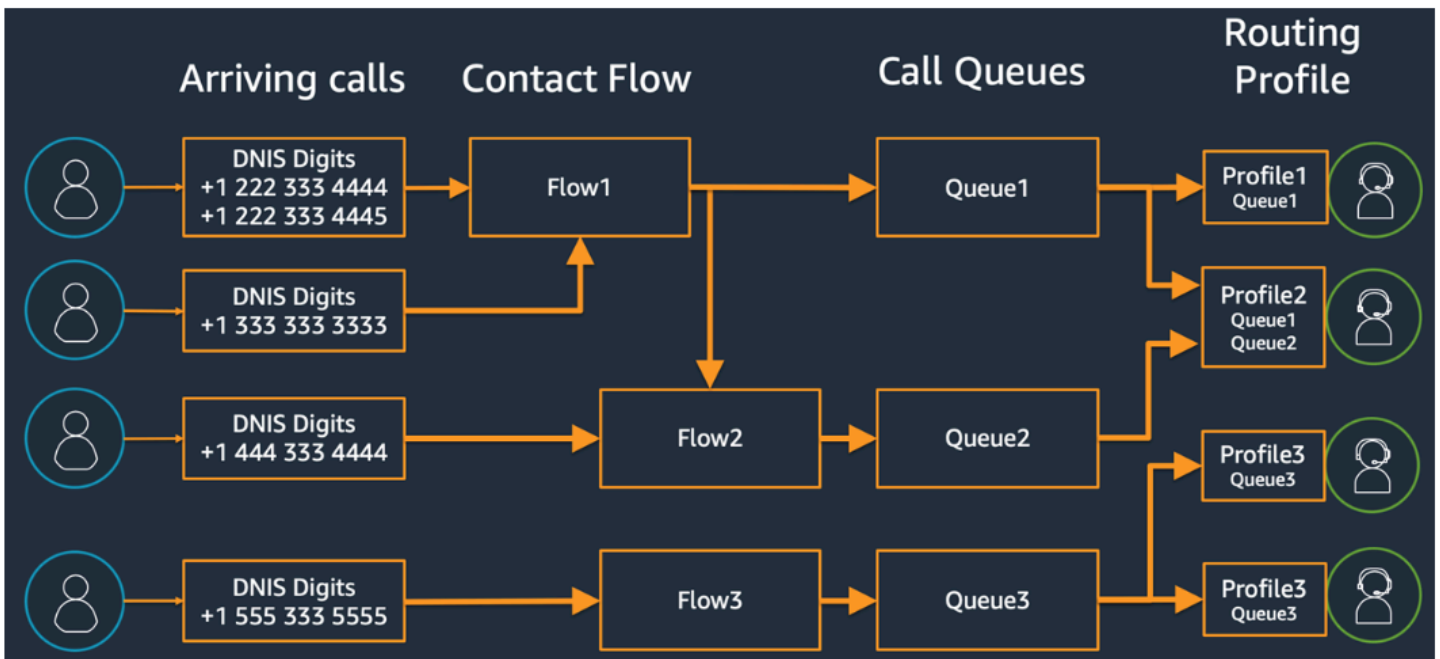 Arriving calls
Contact Flow
Call Queues
Routing
Profile
DNIS Digits
+1 222 333 4444
+1 222 333 4445
Flow1
Queue1
Profile1
Queue1
DNIS Digits
+1 333 333 3333
Profile2
Queue1
Queue2
DNIS Digits
+1 444 333 4444
Flow2
Queue2
Profile3
Queue3
DNIS Digits
+1 555 333 5555
Flow3
Queue3
Profile3
Queue3